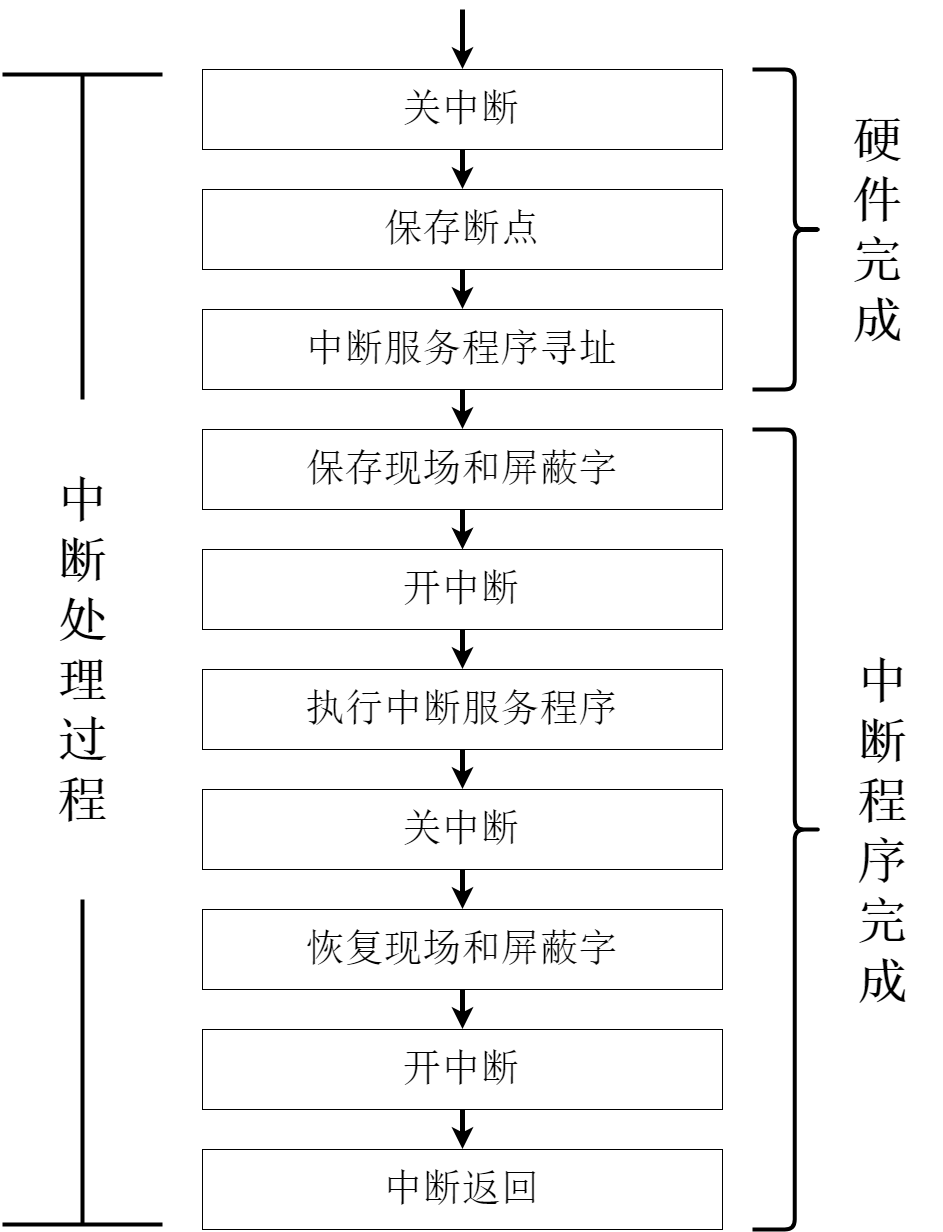 关中断
保存断点
中断服务程序寻址
保存现场和屏蔽字
开中断
执行中断服务程序
关中断
恢复现场和屏蔽字
开中断
中断返回
中断处理过程
硬件完成
中断程序完成